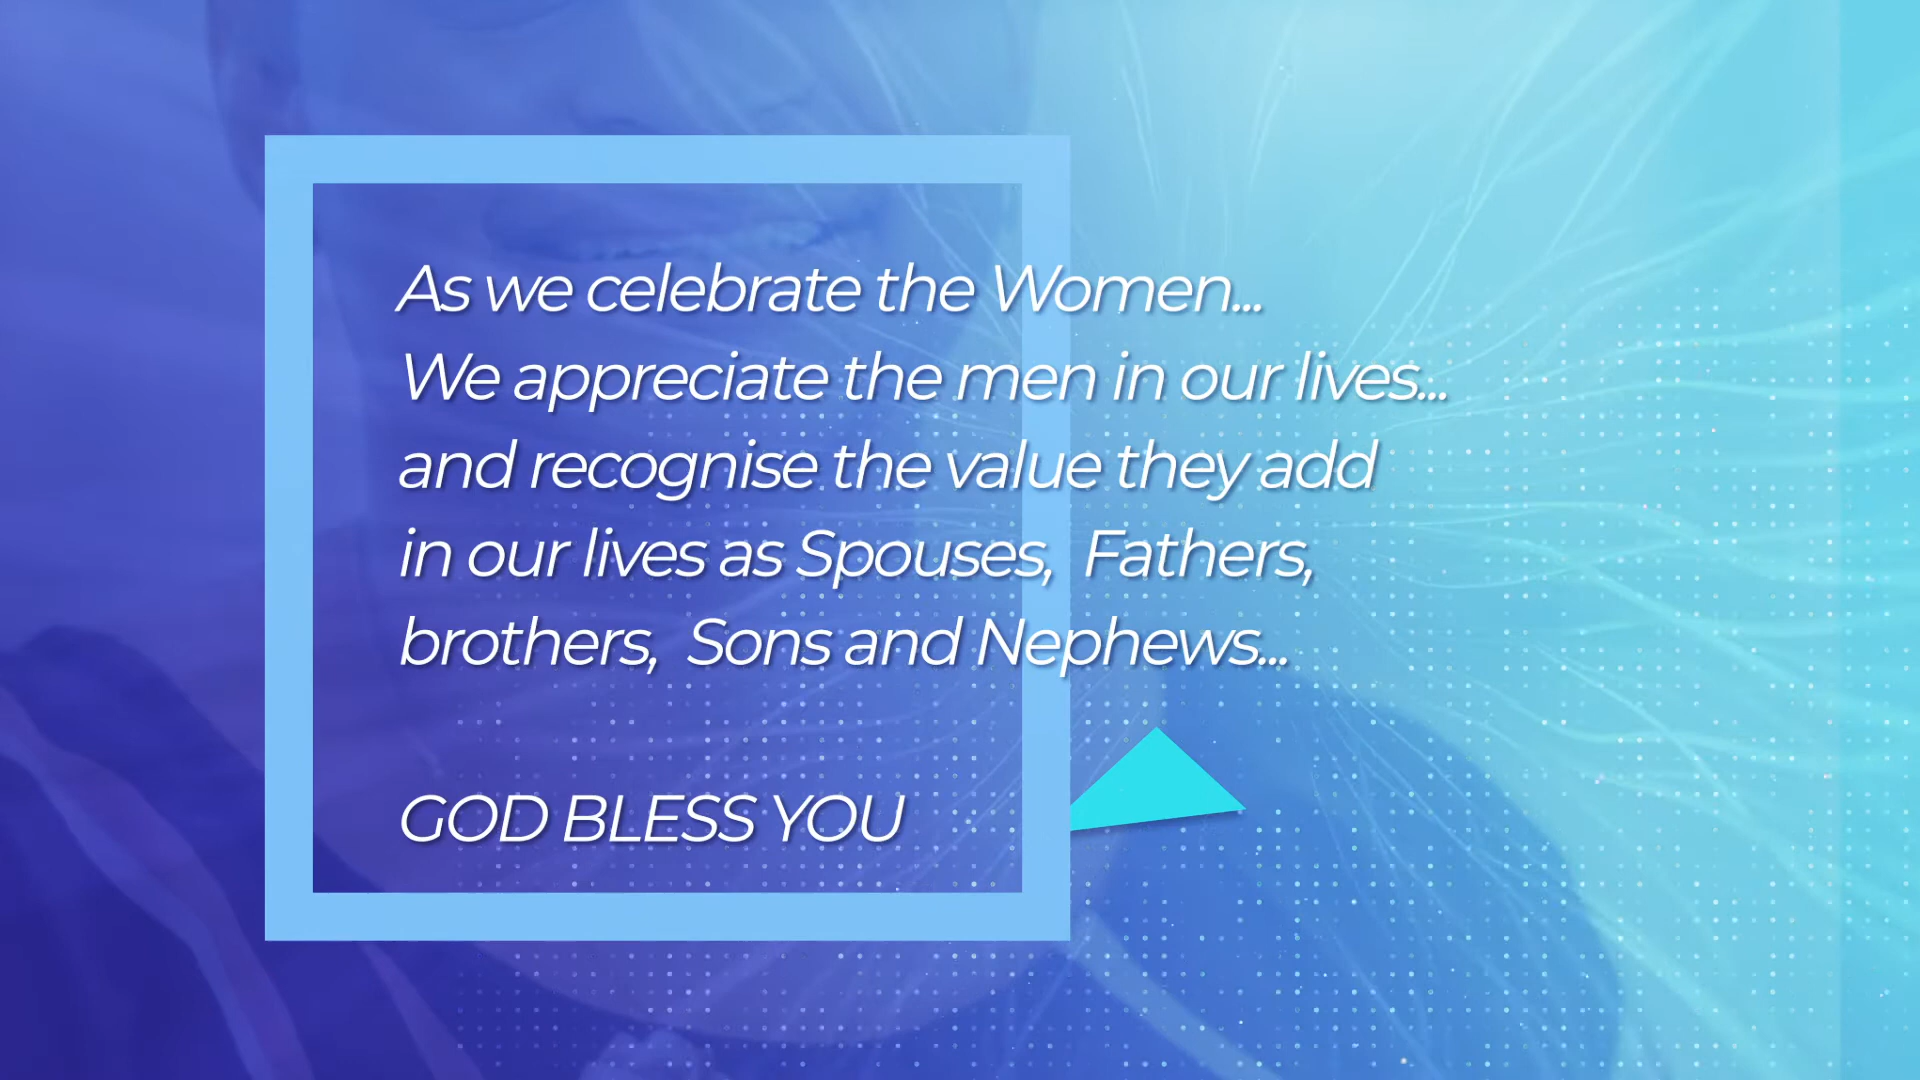 As we celebrate the Women...
We appreciate the men in our lives...
and recognise the value they add
in our lives as Spouses,  Fathers,
brothers,  Sons and Nephews...
GOD BLESS YOU